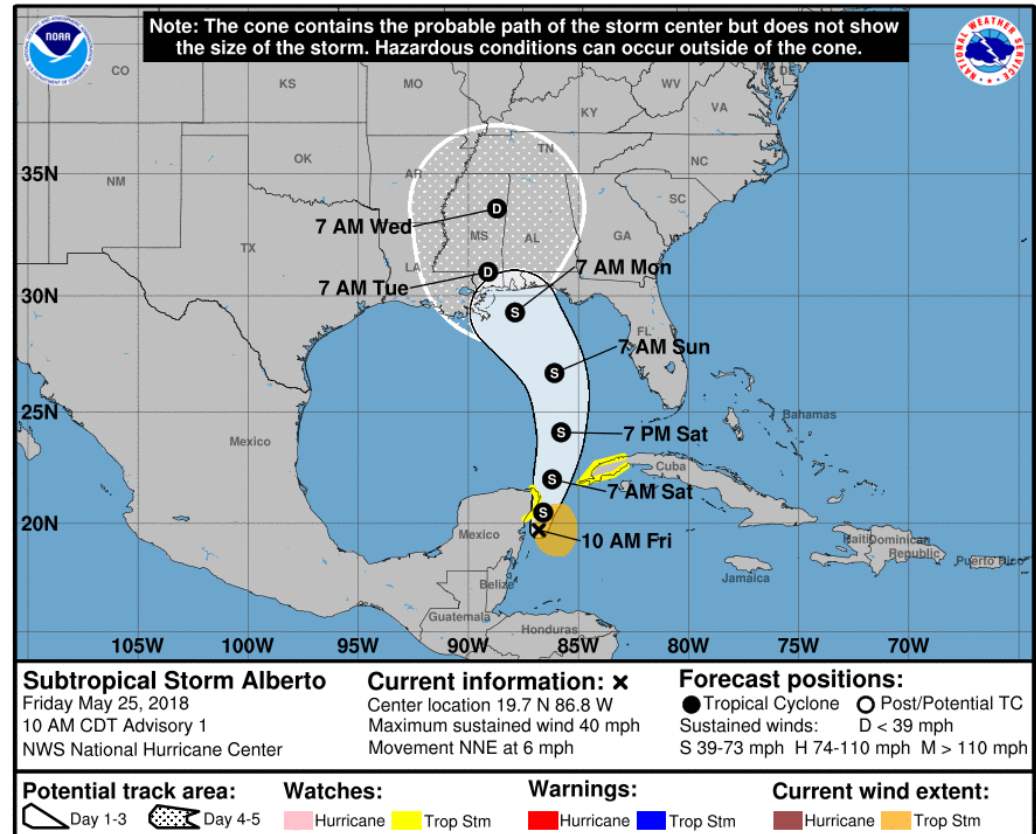 Note: The cone contains the probable path of the storm center but does not show
the size of the storm. Hazardous conditions can occur outside of the cone.
NOAA
NATIONAL WEATHER SERVICE
CO
KS
MO
KY
WV
VA
DE
35N
NM
OK
AR
TN
NC
SC
7 AM Wed
D
TX
MS
AL
GA
LA
D
7 AM Mon
7 AM Tue
30N
S
FL
7 AM Sun
S
25N
Bahamas
Mexico
S
7 PM Sat
Cuba
S
7 AM Sat
20N
S
Mexico
10 AM Fri
Haiti
Dominican
Republic
Puerto Rico
Jamaica
Belize
Guatemala
Honduras
105W
100W
95W
90W
85W
80W
75W
70W
Subtropical Storm Alberto
Friday May 25, 2018
10 AM CDT Advisory 1
NWS National Hurricane Center
Current information: x
Center location 19.7 N 86.8 W
Maximum sustained wind 40 mph
Movement NNE at 6 mph
Forecast positions:
Tropical Cyclone Post/Potential TC
Sustained winds: D < 39 mph
S 39-73 mph H 74-110 mph M > 110 mph
Potential track area:
Day 1-3 Day 4-5
Watches:
Hurricane Trop Stm
Warnings:
Hurricane Trop Stm
Current wind extent:
Hurricane Trop Stm